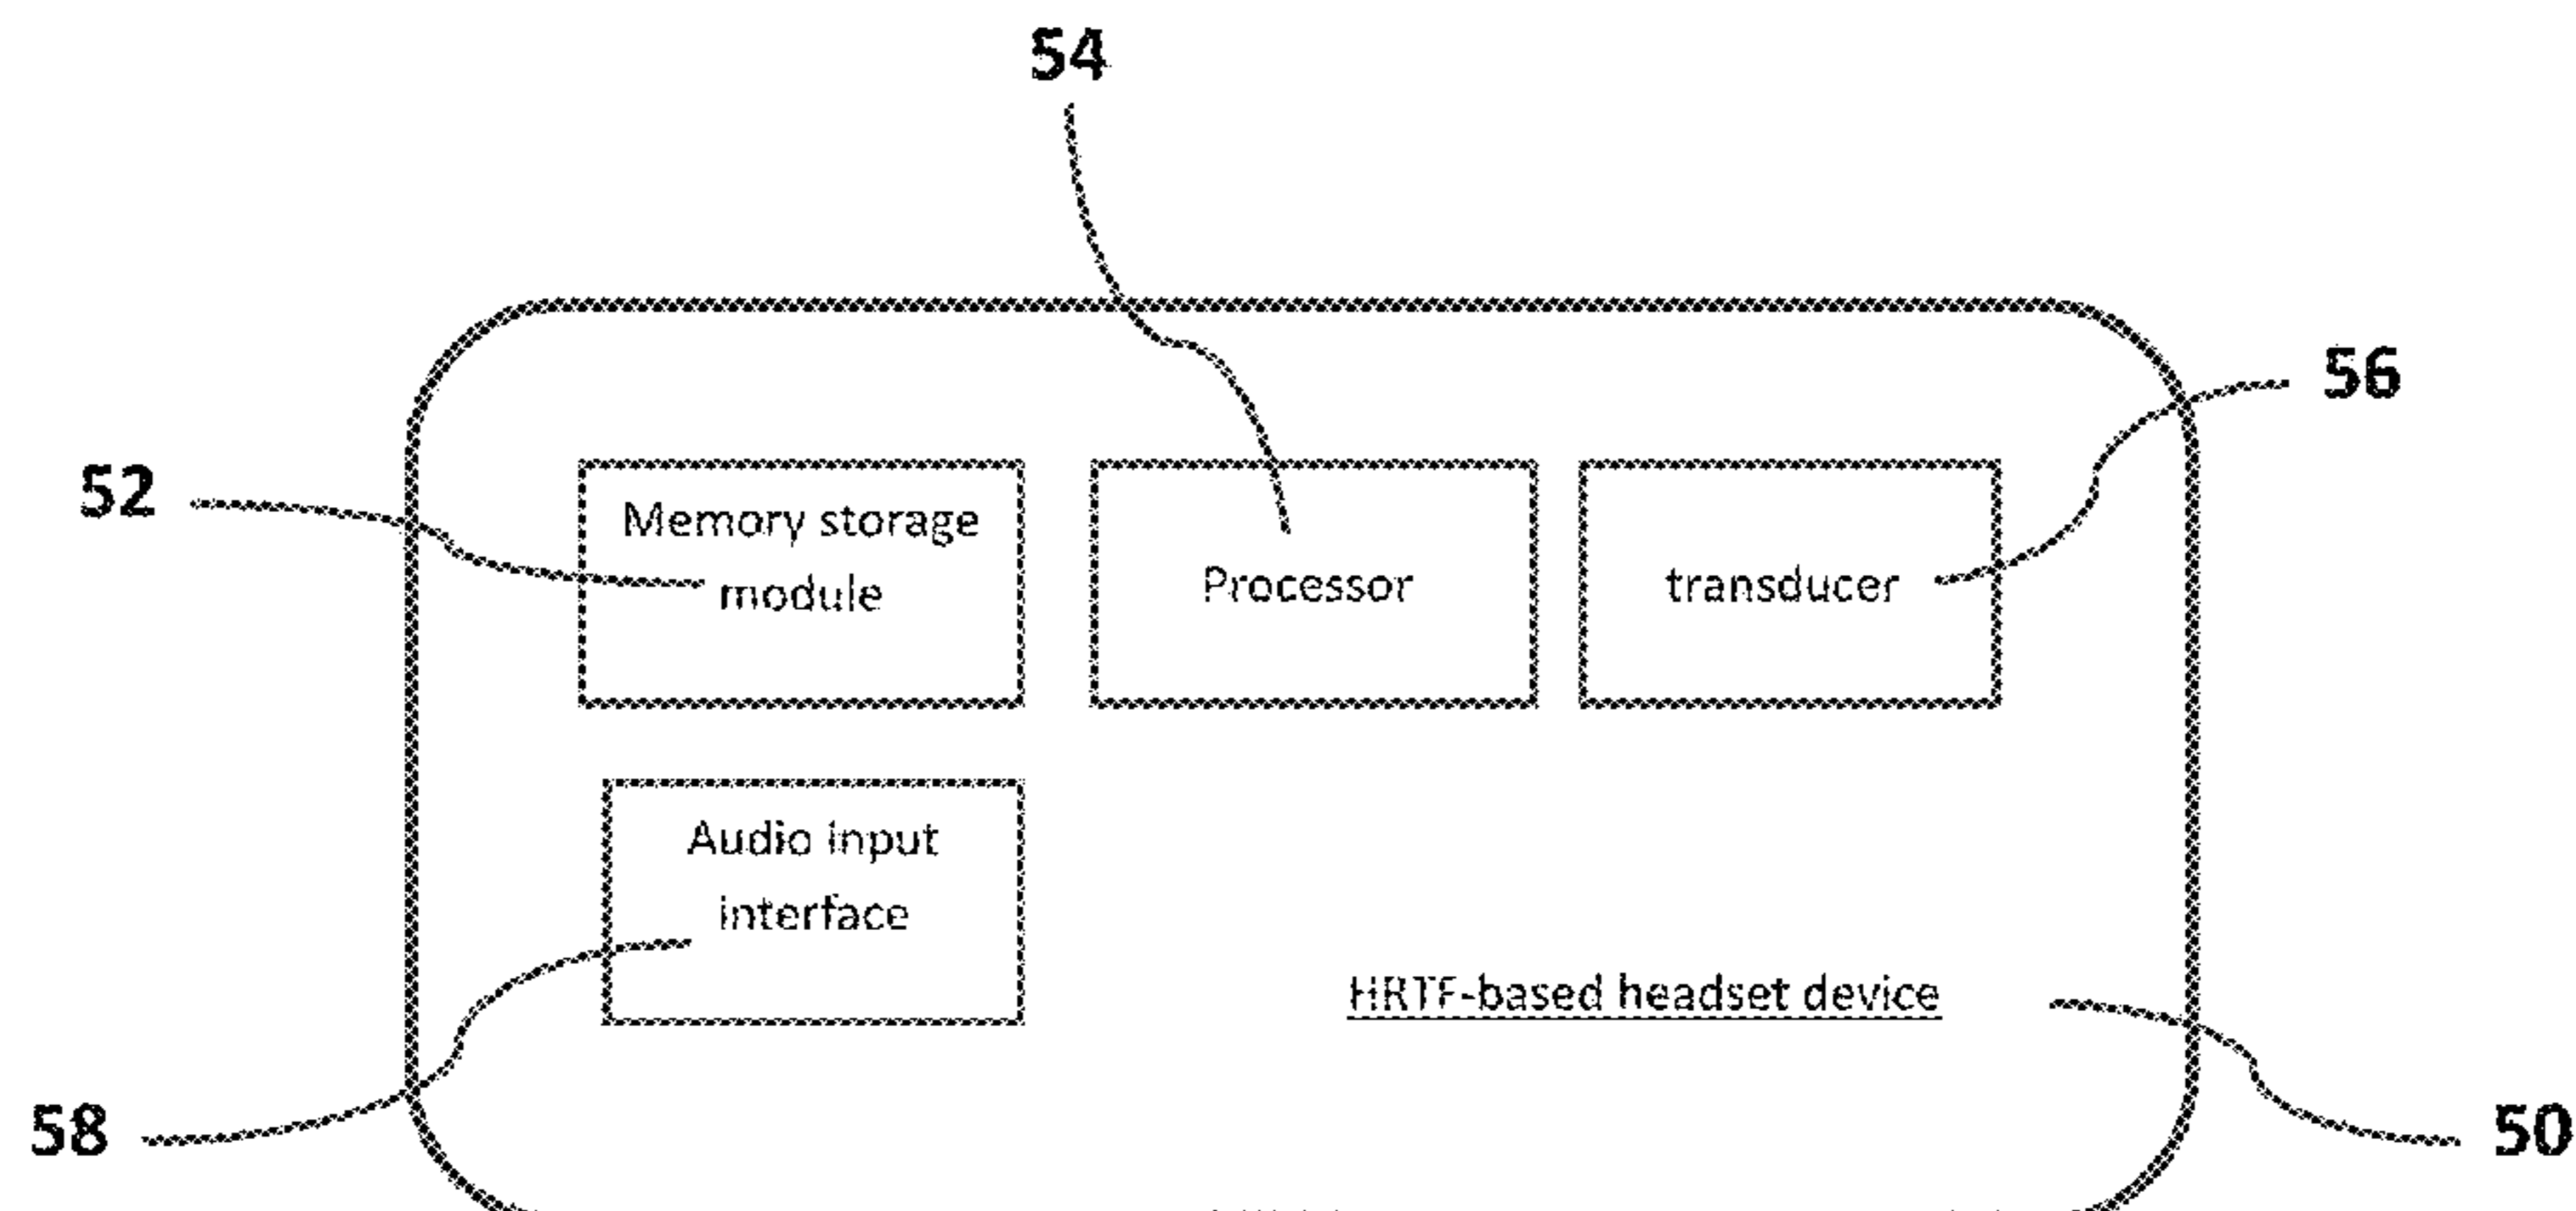 54
56
52
Memory storage
module
Processor
transducer
Audio input
interface
HRTF-based headset device
58
50